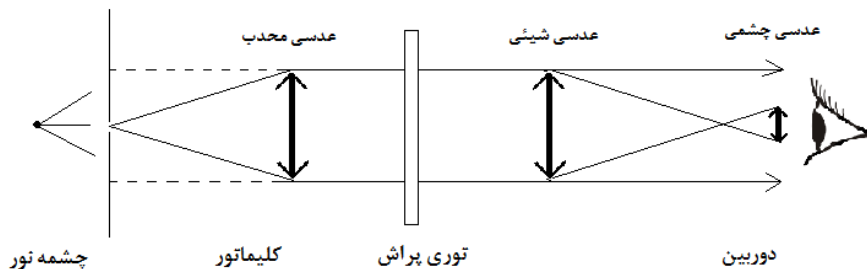 عدسی محدب
عدسی شیئی
عدسی چشمی
چشمه نور
کلیماتور
توری پراش
دوربین